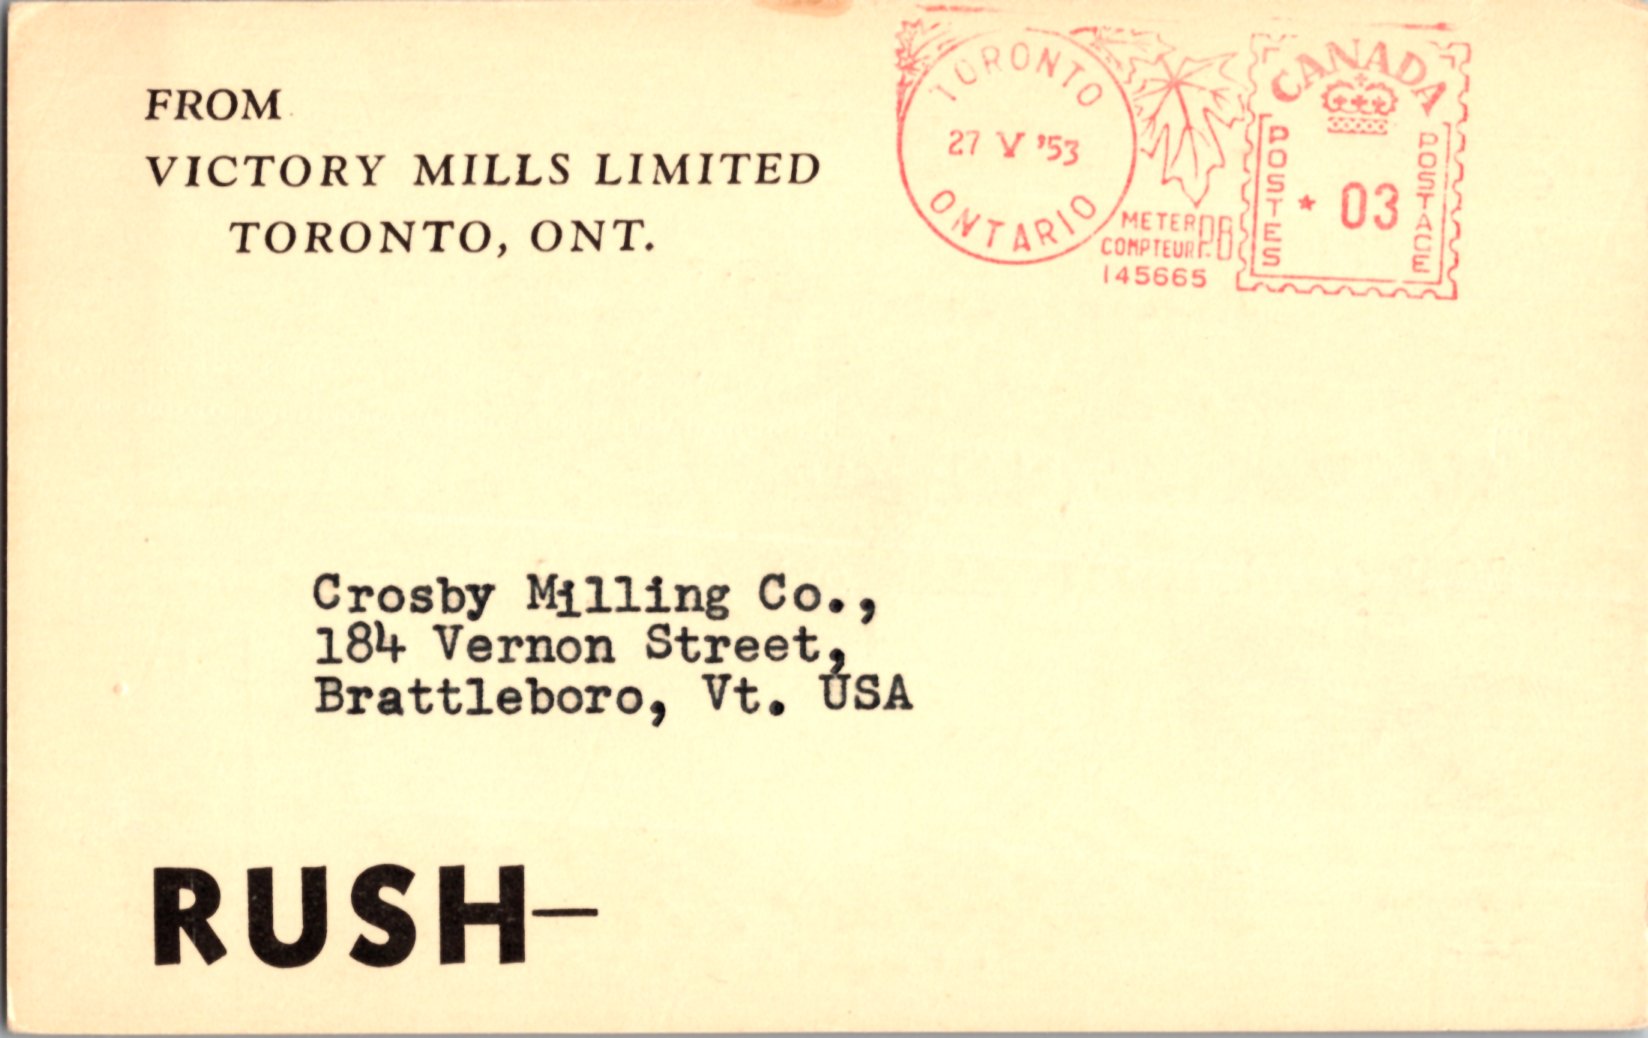 FROM
VICTORY MILLS LIMITED
TORONTO, ONT.
TORONTO
27 V '53
ONTARIO
METER
COMPTEUR
P.B
145665
CANADA
POSTES
* 03
POSTAGE
Crosby Milling Co.,
184 Vernon Street,
Brattleboro, Vt. USA
RUSH—